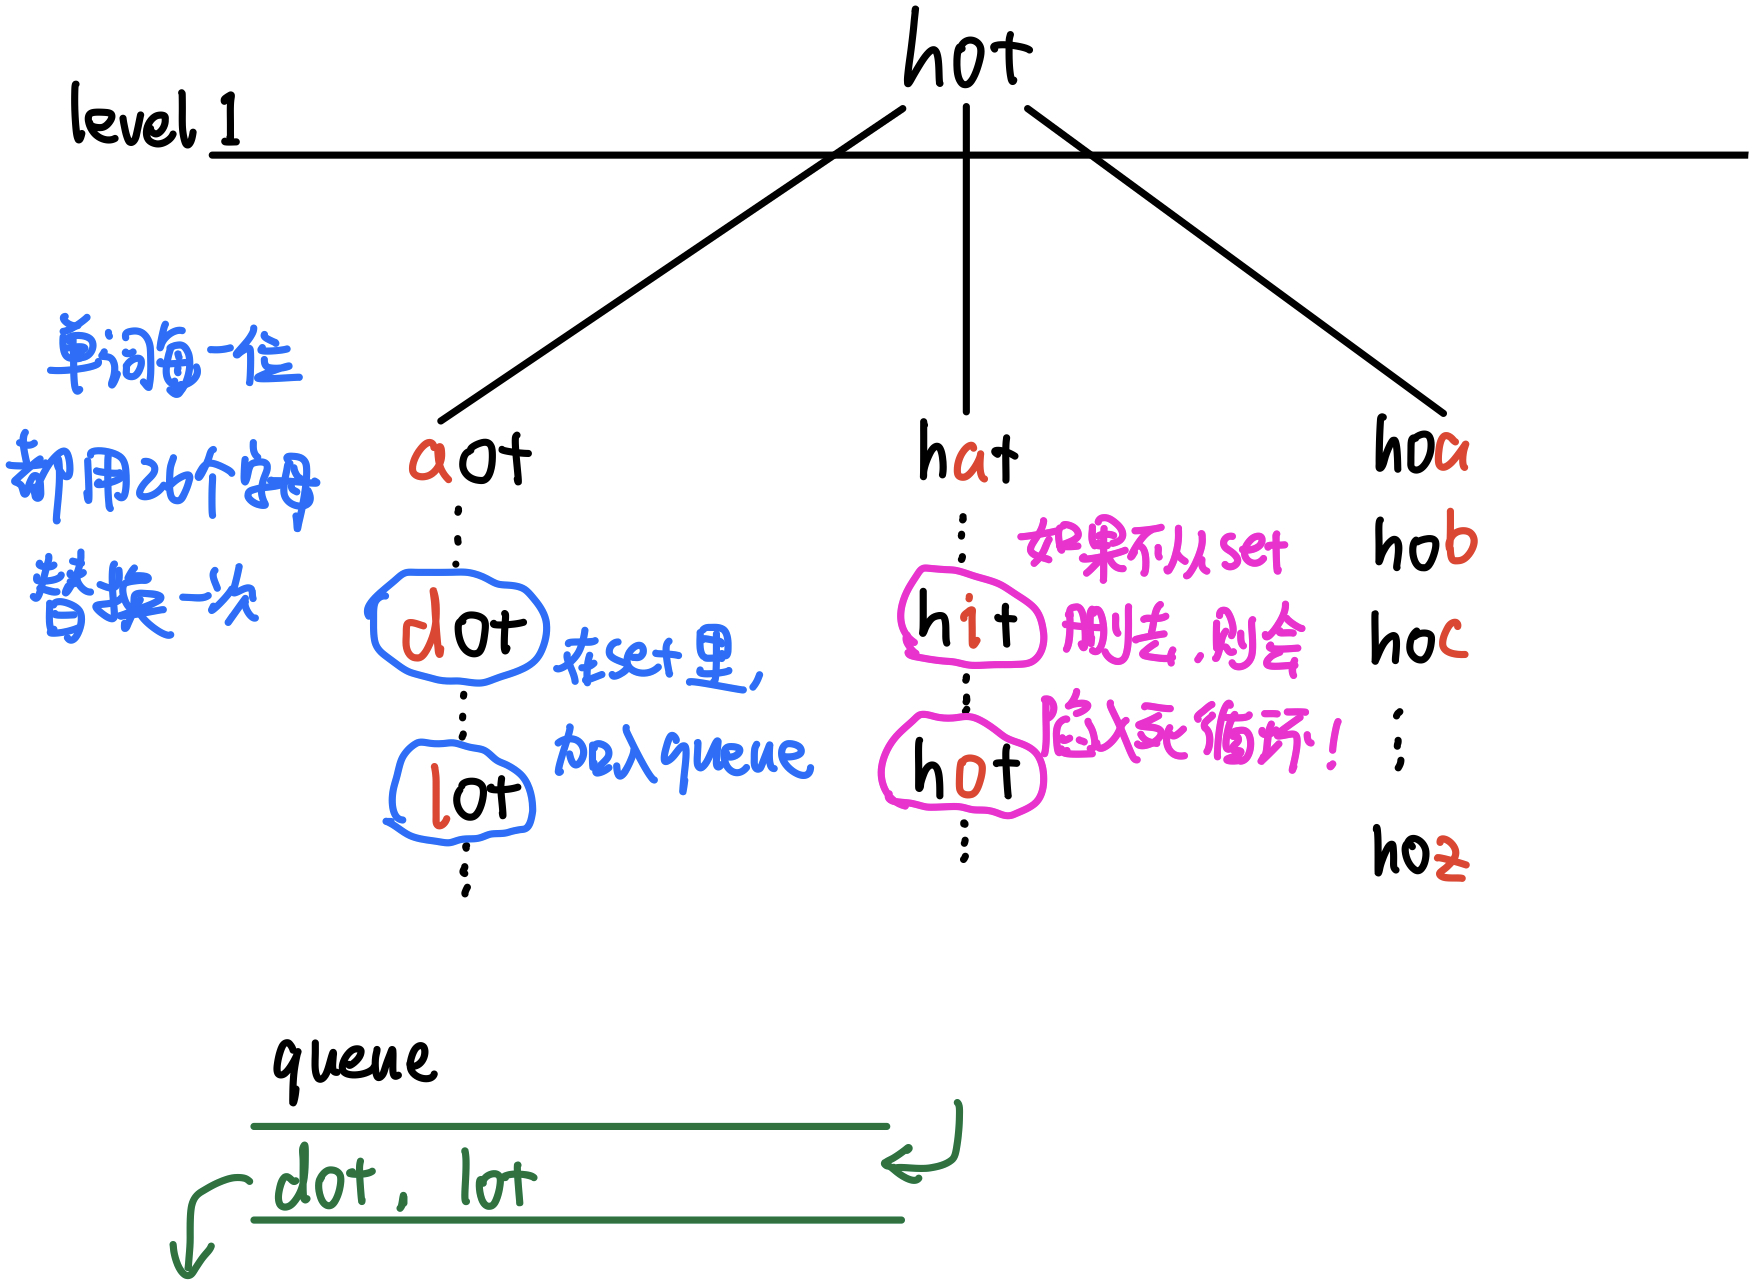 hot
level 1
单词每一位
都用26个字母
替换一次
aot
dot
lot
在set里,
加入queue
hat
hit
hot
如果不从set
删去,则会
陷入死循环!
hoa
hob
hoc
hoz
queue
dot, lot